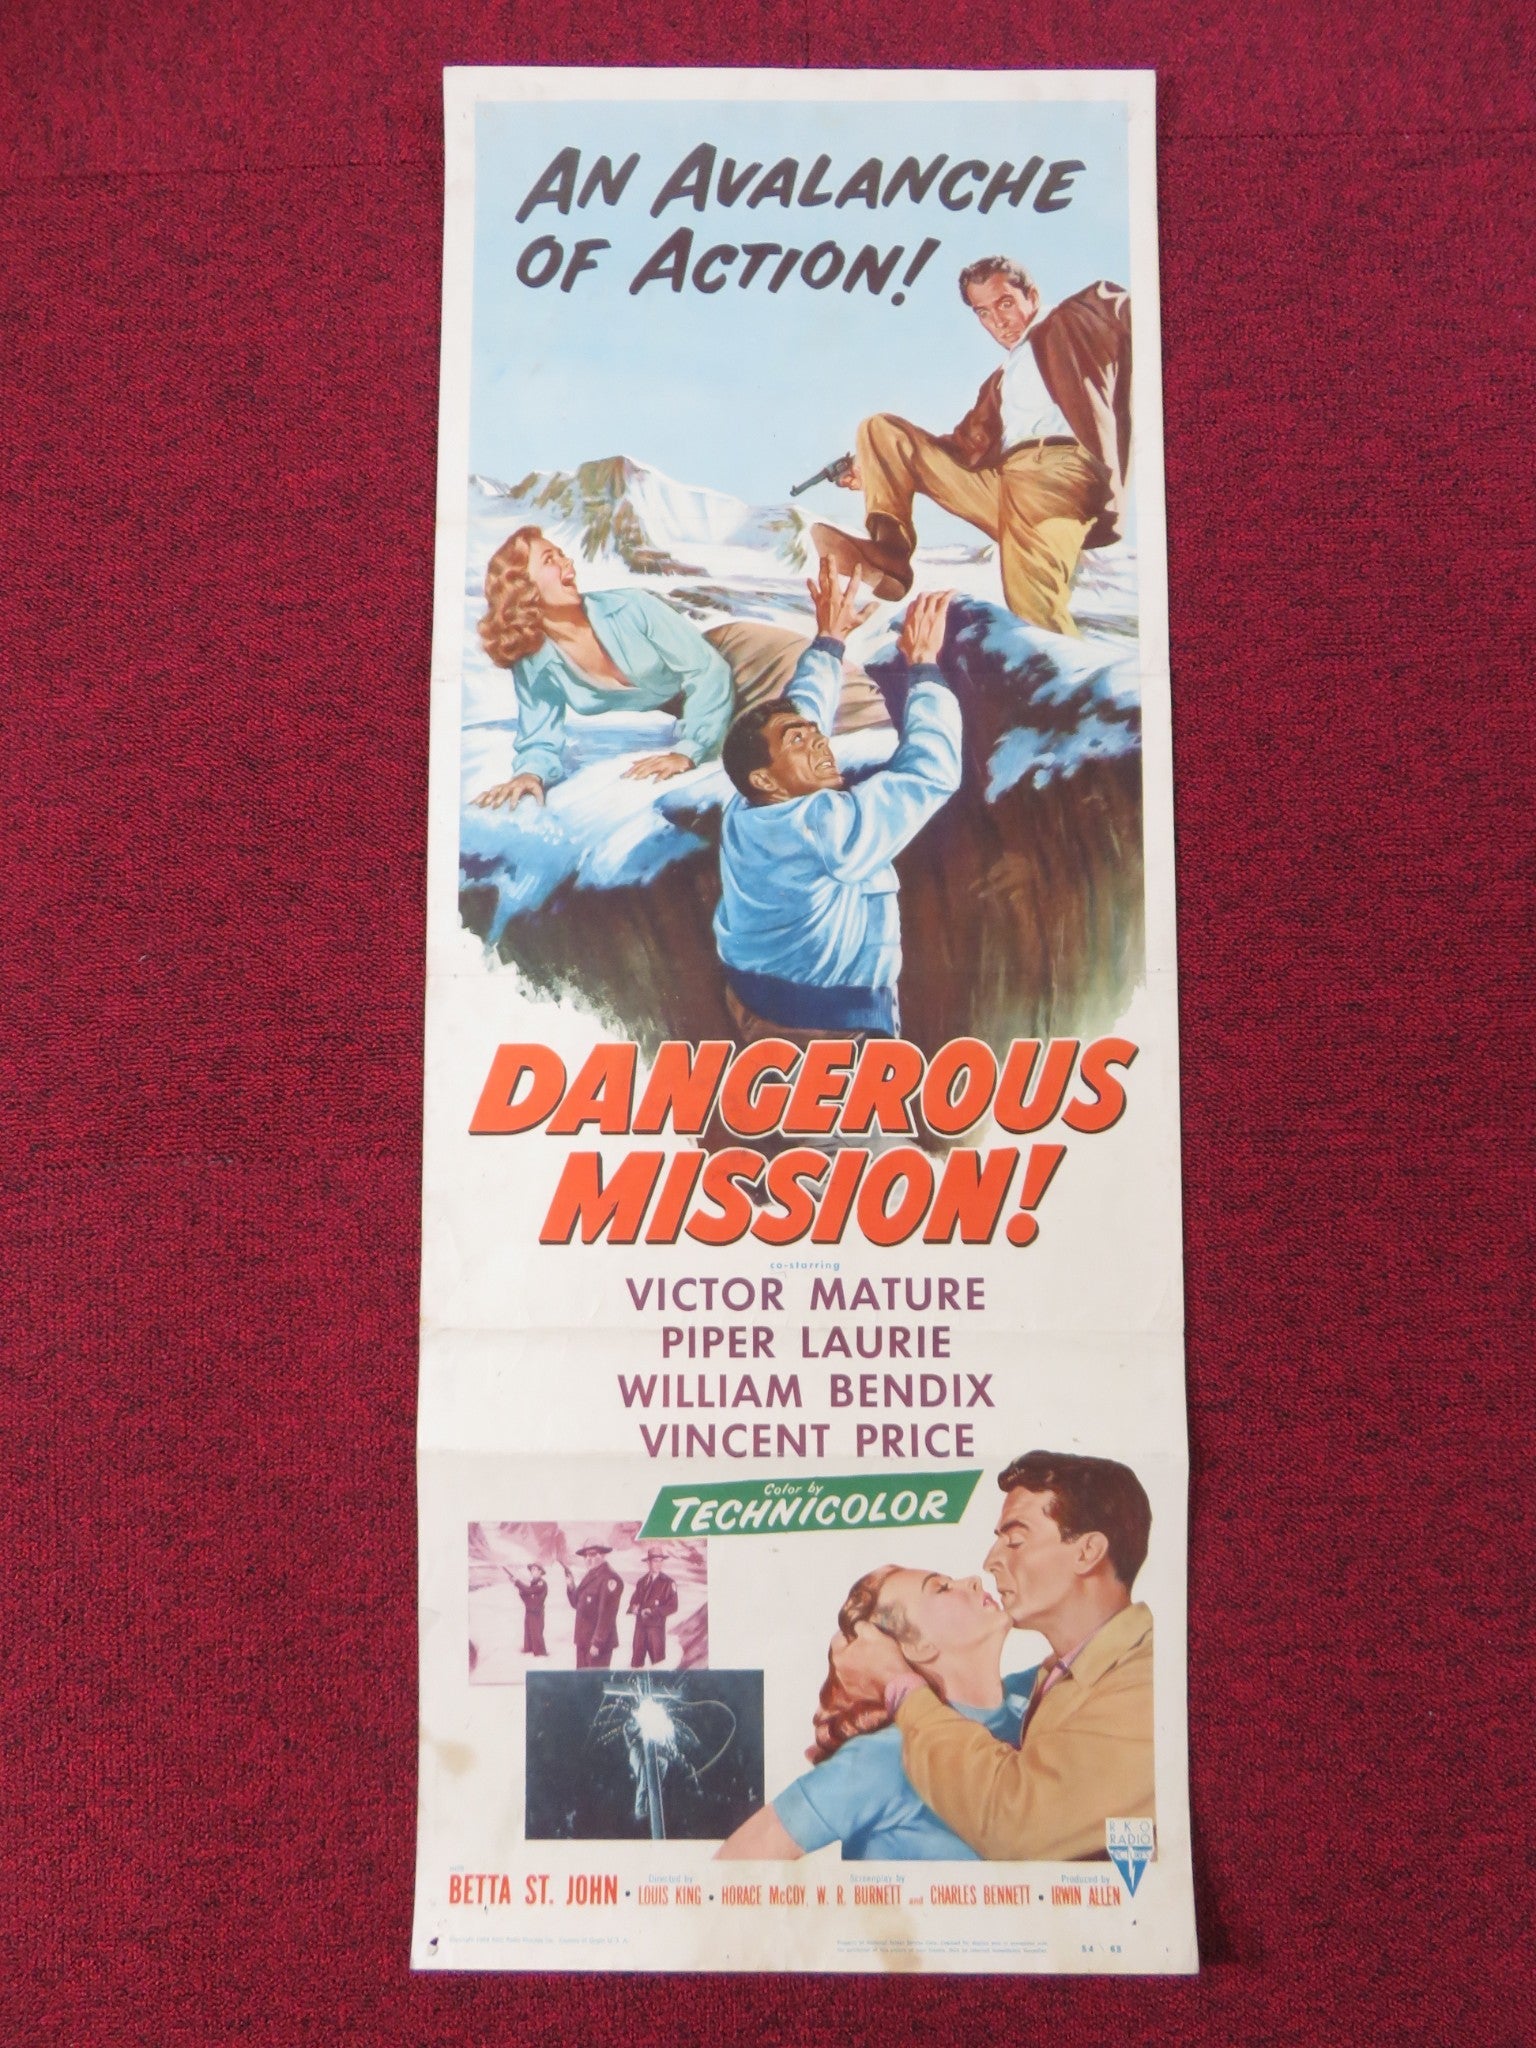 AN AVALANCHE
OF ACTION!
DANGEROUS
MISSION!
co-starring
VICTOR MATURE
PIPER LAURIE
WILLIAM BENDIX
VINCENT PRICE
Color by
TECHNICOLOR
RKO
RADIO
PICTURES
with
BETTA ST. JOHN • Directed by LOUIS KING • Screenplay by HORACE McCOY, W. R. BURNETT and CHARLES BENNETT • Produced by IRWIN ALLEN
54 63